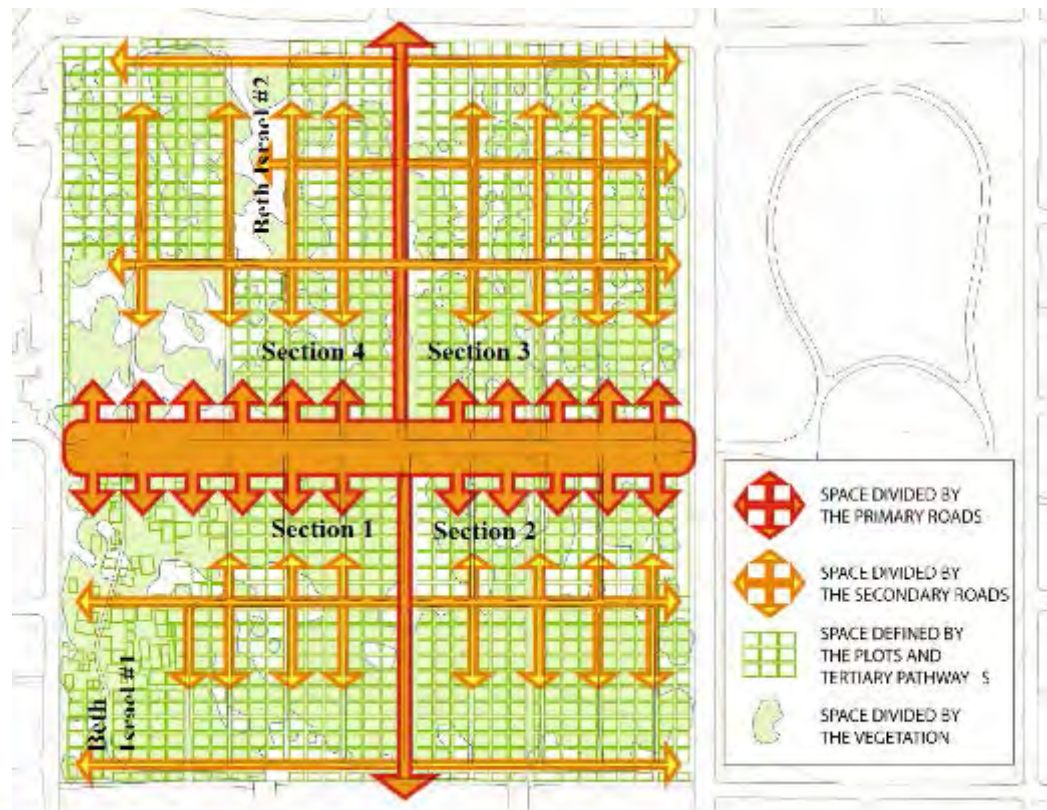 Beth Israel #2
Section 4
Section 3
Section 1
Section 2
Beth
Israel #1
SPACE DIVIDED BY
THE PRIMARY ROADS
SPACE DIVIDED BY
THE SECONDARY ROADS
SPACE DEFINED BY
THE PLOTS AND
TERTIARY PATHWAY S
SPACE DIVIDED BY
THE VEGETATION